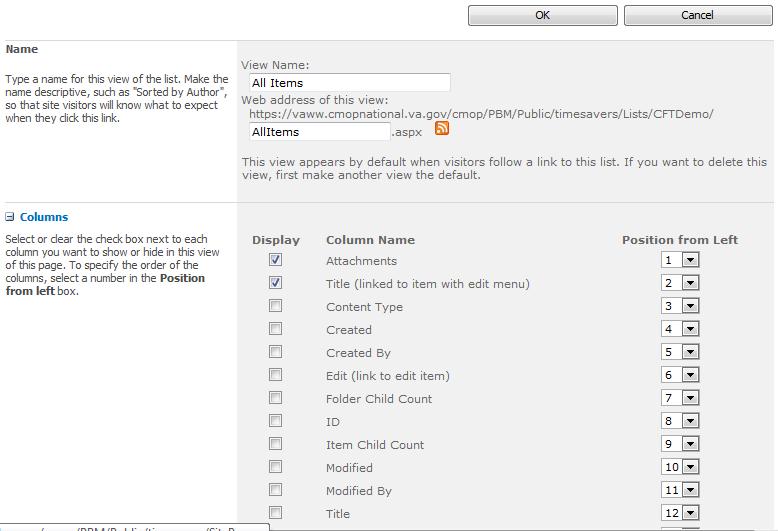 OK Cancel
Name
Type a name for this view of the list. Make the
name descriptive, such as "Sorted by Author",
so that site visitors will know what to expect
when they click this link.
View Name:
All Items
Web address of this view:
https://vaww.cmopnational.va.gov/cmop/PBM/Public/timesavers/Lists/CFTDemo/
AllItems .aspx
This view appears by default when visitors follow a link to this list. If you want to delete this
view, first make another view the default.
Columns
Select or clear the check box next to each
column you want to show or hide in this view
of this page. To specify the order of the
columns, select a number in the Position
from left box.
Display Column Name Position from Left
Attachments 1
Title (linked to item with edit menu) 2
Content Type 3
Created 4
Created By 5
Edit (link to edit item) 6
Folder Child Count 7
ID 8
Item Child Count 9
Modified 10
Modified By 11
Title 12